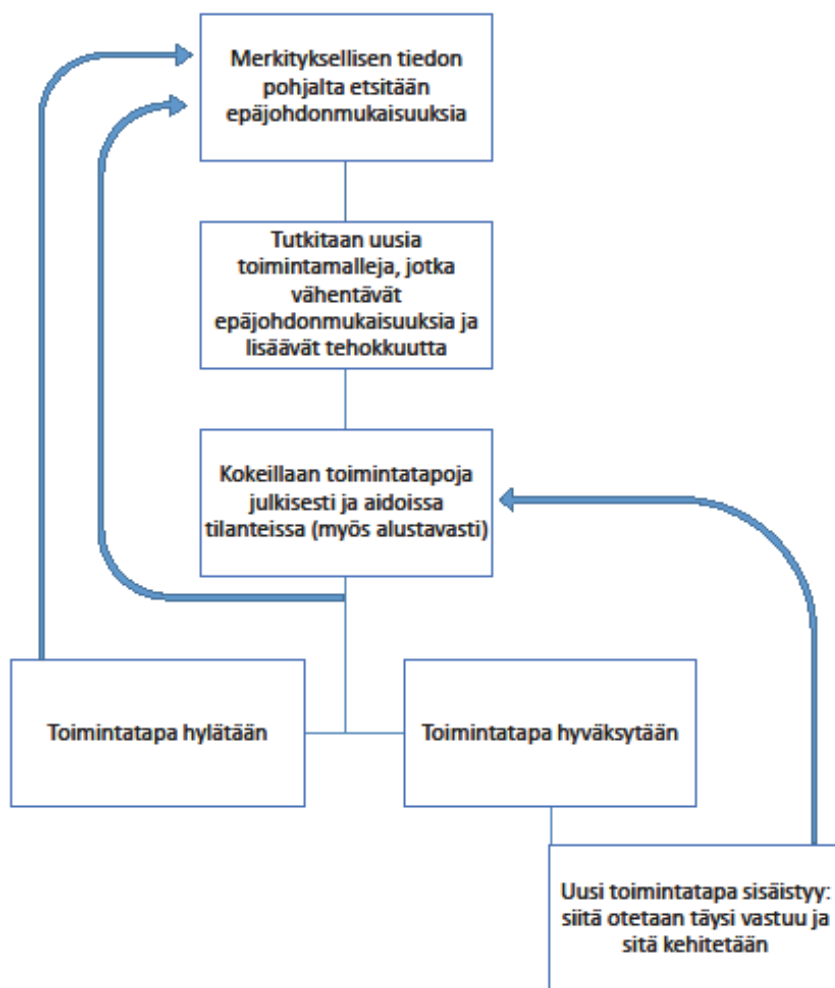 Merkityksellisen tiedon
pohjalta etsitään
epäjohdonmukaisuuksia
Tutkitaan uusia
toimintamalleja, jotka
vähentävät
epäjohdonmukaisuuksia ja
lisäävät tehokkuutta
Kokeillaan toimintatapoja
julkisesti ja aidoissa
tilanteissa (myös alustavasti)
Toimintatapa hylätään
Toimintatapa hyväksytään
Uusi toimintatapa sisäistyy:
siitä otetaan täysi vastuu ja
sitä kehitetään